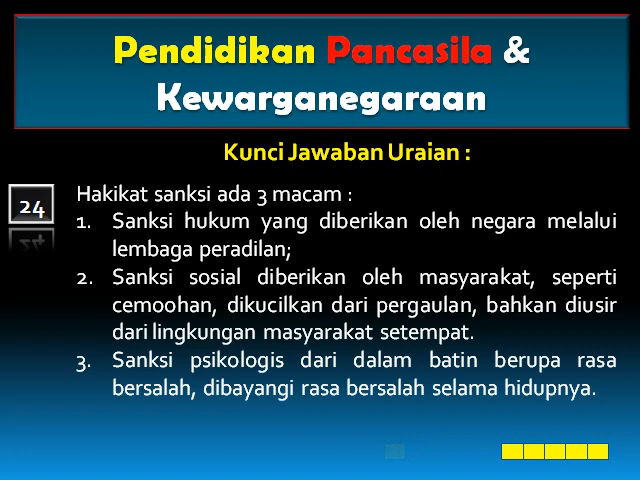 Pendidikan Pancasila &
Kewarganegaraan
Kunci Jawaban Uraian :
24
Hakikat sanksi ada 3 macam :
1. Sanksi hukum yang diberikan oleh negara melalui
lembaga peradilan;
2. Sanksi sosial diberikan oleh masyarakat, seperti
cemoohan, dikucilkan dari pergaulan, bahkan diusir
dari lingkungan masyarakat setempat.
3. Sanksi psikologis dari dalam batin berupa rasa
bersalah, dibayangi rasa bersalah selama hidupnya.